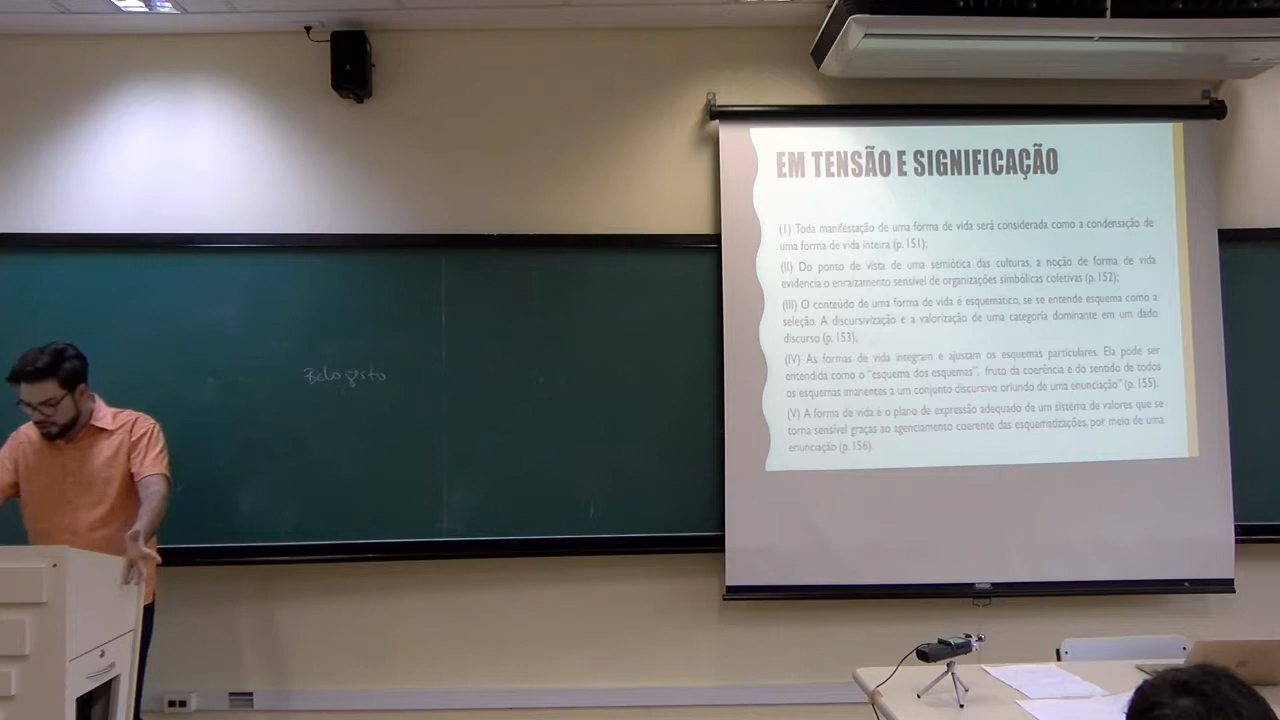 Belo gesto
EM TENSÃO E SIGNIFICAÇÃO
(I) Toda manifestação de uma forma de vida será considerada como a condensação de
uma forma de vida inteira (p. 151);
(II) Do ponto de vista de uma semiótica das culturas, a noção de forma de vida
evidencia o enraizamento sensível de organizações simbólicas coletivas (p. 152);
(III) O conteúdo de uma forma de vida é esquemático, se se entende esquema como a
seleção. A discursivização e a valorização de uma categoria dominante em um dado
discurso (p. 153);
(IV) As formas de vida integram e ajustam os esquemas particulares. Ela pode ser
entendida como o "esquema dos esquemas", fruto da coerência e do sentido de todos
os esquemas imanentes a um conjunto discursivo oriundo de uma enunciação" (p. 155).
(V) A forma de vida é o plano de expressão adequado de um sistema de valores que se
torna sensível graças ao agenciamento coerente das esquematizações, por meio de uma
enunciação (p. 156).